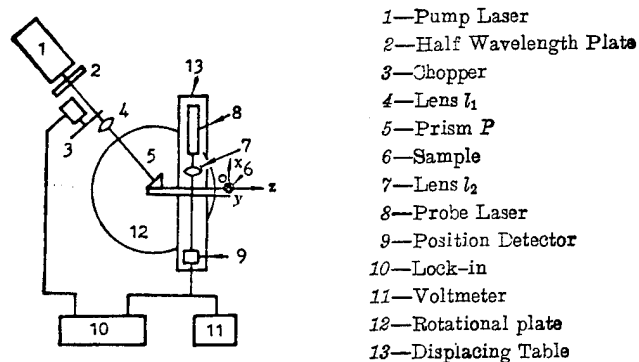 1—Pump Laser
2—Half Wavelength Plate
3—Chopper
4—Lens l₁
5—Prism P
6—Sample
7—Lens l₂
8—Probe Laser
9—Position Detector
10—Lock-in
11—Voltmeter
12—Rotational plate
13—Displacing Table
1
2
13
4
8
3
7
5
x
6
o
z
y
12
9
10
11